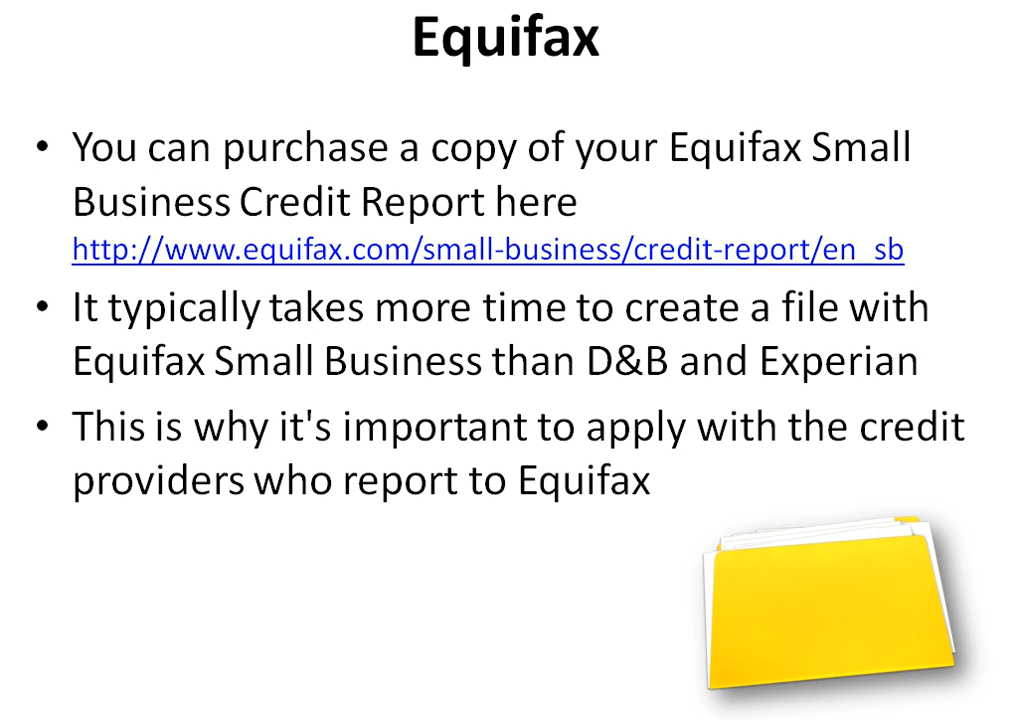 Equifax
• You can purchase a copy of your Equifax Small
Business Credit Report here
http://www.equifax.com/small-business/credit-report/en_sb
• It typically takes more time to create a file with
Equifax Small Business than D&B and Experian
• This is why it's important to apply with the credit
providers who report to Equifax